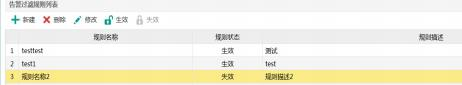 告警过滤规则列表
新建 删除 修改 生效 失效
规则名称 规则状态 规则描述
1 testtest 生效 测试
2 test1 生效 test
3 规则名称2 失效 规则描述2